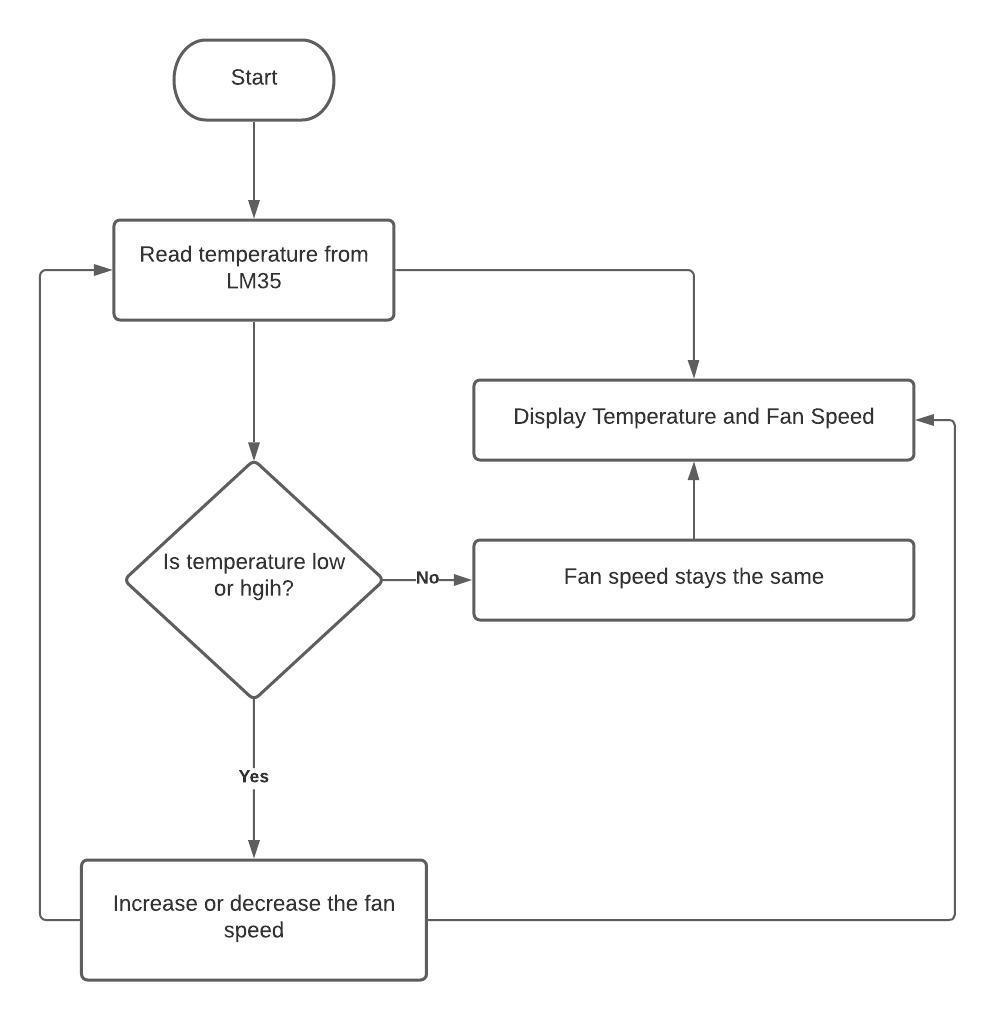 Start
Read temperature from
LM35
Display Temperature and Fan Speed
Is temperature low
or hgih?
No
Fan speed stays the same
Yes
Increase or decrease the fan
speed